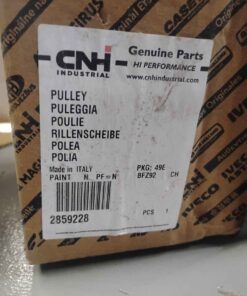 CNH
INDUSTRIAL
Genuine Parts
HI PERFORMANCE
www.cnhindustrial.com
PULLEY
PULEGGIA
POULIE
RILLENSCHEIBE
POLEA
POLIA
Made in ITALY PKG: 49E
PAINT N. PF=N BFZ92 CH
2859228 PCS 1
IVECO